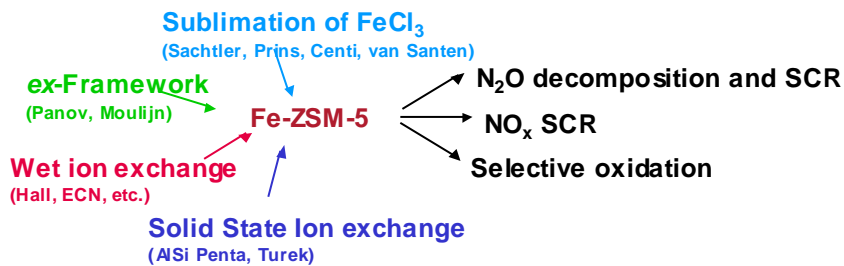 Sublimation of FeCl₃
(Sachtler, Prins, Centi, van Santen)
ex-Framework
(Panov, Moulijn)
Fe-ZSM-5
N₂O decomposition and SCR
NOₓ SCR
Selective oxidation
Wet ion exchange
(Hall, ECN, etc.)
Solid State Ion exchange
(AlSi Penta, Turek)